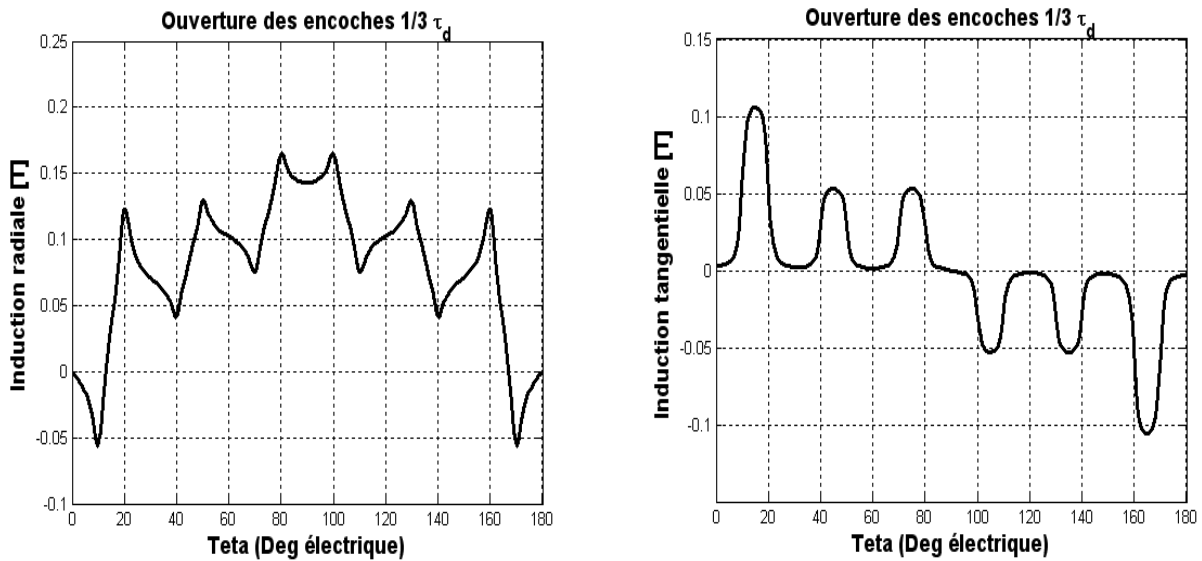 Ouverture des encoches 1/3 τd
0.25
0.2
0.15
0.1
0.05
0
-0.05
-0.1
Induction radiale [T]
0 20 40 60 80 100 120 140 160 180
Teta (Deg électrique)
Ouverture des encoches 1/3 τd
0.15
0.1
0.05
0
-0.05
-0.1
Induction tangentielle [T]
0 20 40 60 80 100 120 140 160 180
Teta (Deg électrique)